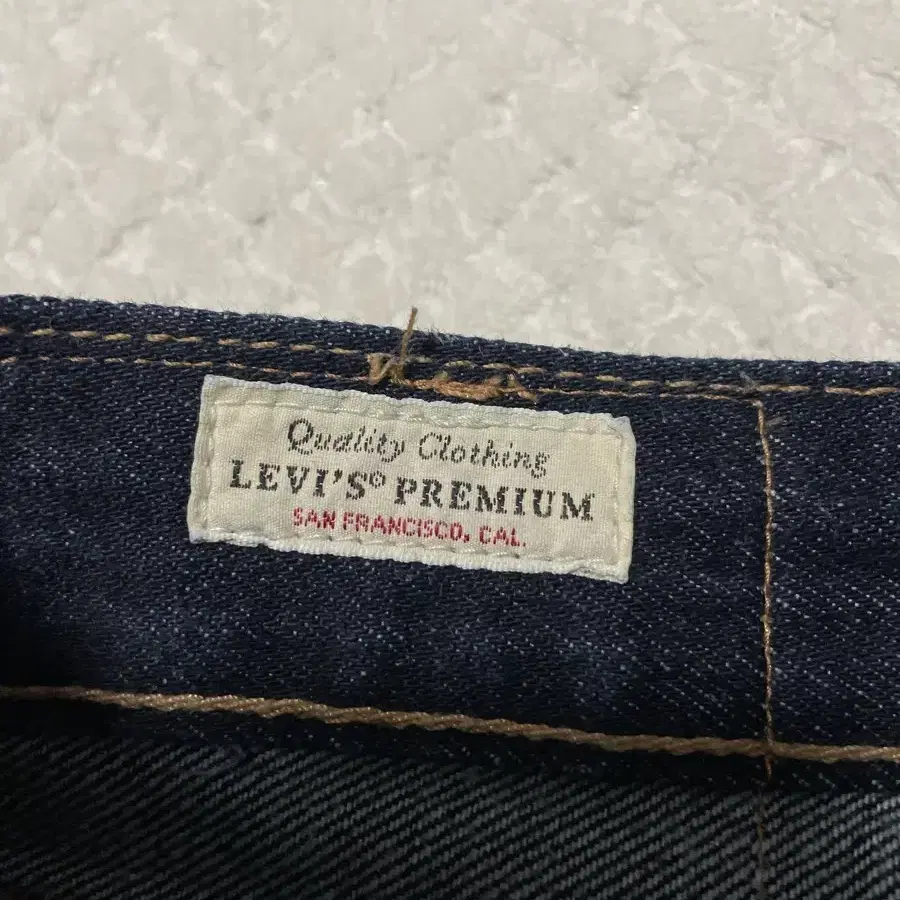 Quality Clothing
LEVI'S® PREMIUM
SAN FRANCISCO, CAL.